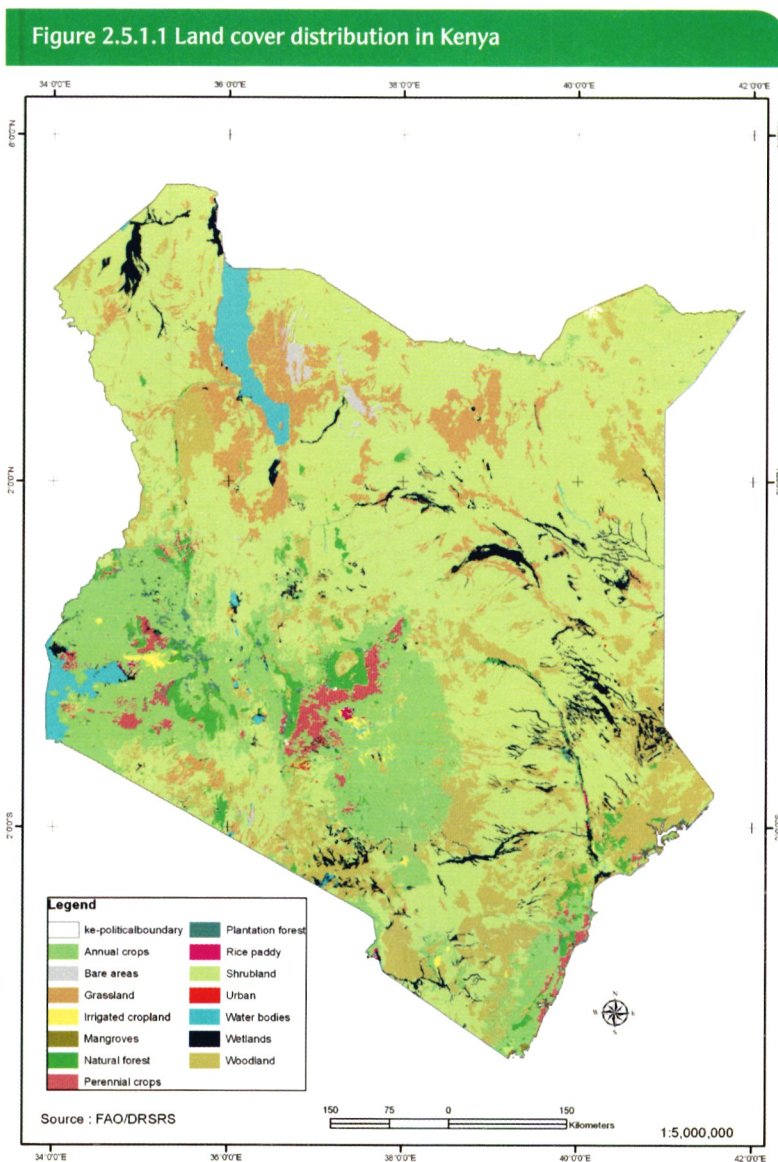 Figure 2.5.1.1 Land cover distribution in Kenya
34°0'0"E 36°0'0"E 38°0'0"E 40°0'0"E 42°0'0"E
2°0'0"N
2°0'0"S
Legend
ke-politicalboundary
Annual crops
Bare areas
Grassland
Irrigated cropland
Mangroves
Natural forest
Perennial crops
Plantation forest
Rice paddy
Shrubland
Urban
Water bodies
Wetlands
Woodland
N
W E
S
Source : FAO/DRSRS
150 75 0 150
Kilometers
1:5,000,000
34°0'0"E 36°0'0"E 38°0'0"E 40°0'0"E 42°0'0"E